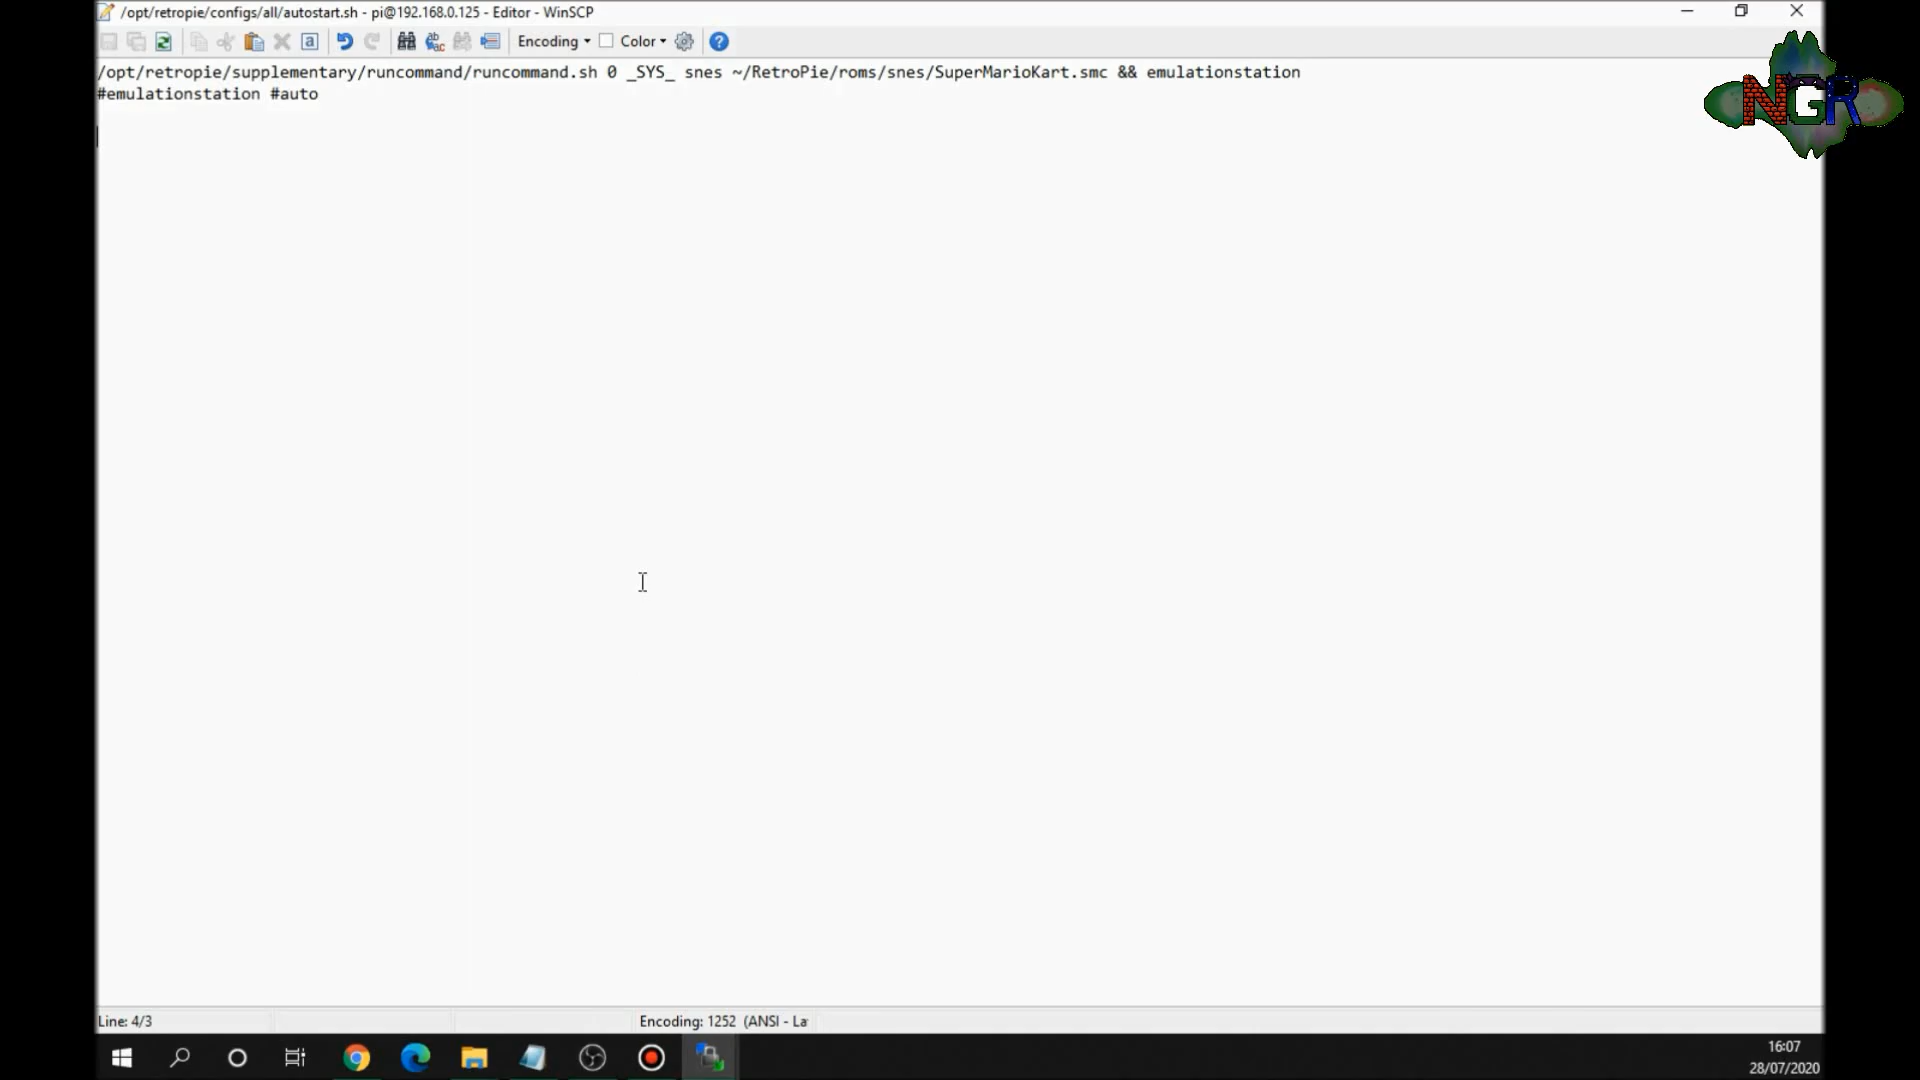 /opt/retropie/configs/all/autostart.sh - pi@192.168.0.125 - Editor - WinSCP
Encoding Color
/opt/retropie/supplementary/runcommand/runcommand.sh 0 _SYS_ snes ~/RetroPie/roms/snes/SuperMarioKart.smc && emulationstation
#emulationstation #auto
NGR
Line: 4/3
Encoding: 1252 (ANSI - La
16:07
28/07/2020